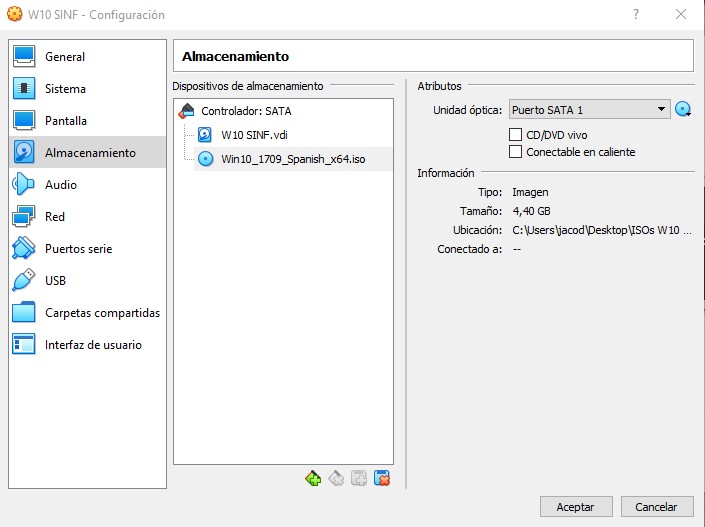 W10 SINF - Configuración
?
General
Sistema
Pantalla
Almacenamiento
Audio
Red
Puertos serie
USB
Carpetas compartidas
Interfaz de usuario
Almacenamiento
Dispositivos de almacenamiento
Controlador: SATA
W10 SINF.vdi
Win10_1709_Spanish_x64.iso
Atributos
Unidad óptica: Puerto SATA 1
CD/DVD vivo
Conectable en caliente
Información
Tipo: Imagen
Tamaño: 4,40 GB
Ubicación: C:\Users\jacod\Desktop\ISOs W10 ...
Conectado a: --
Aceptar
Cancelar